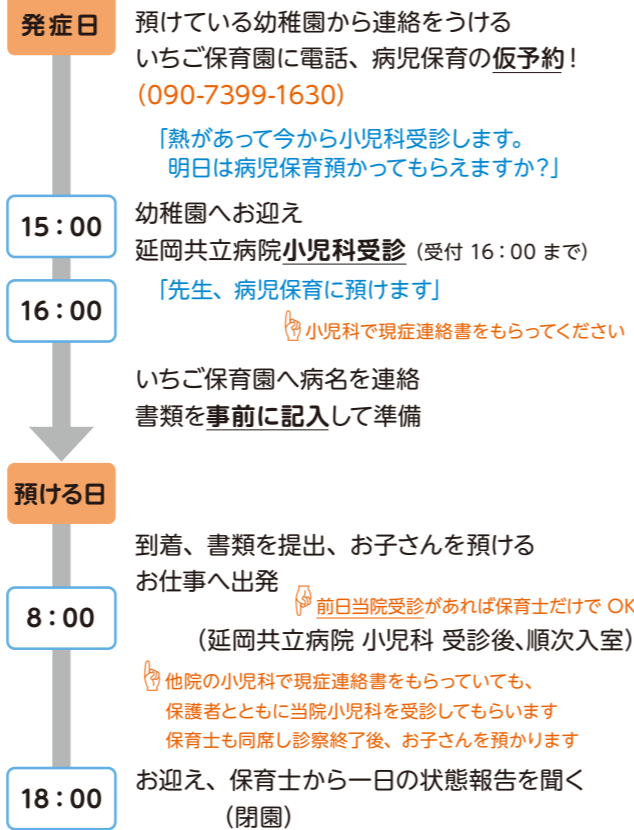 発症日
預けている幼稚園から連絡をうける
いちご保育園に電話、病児保育の仮予約！
(090-7399-1630)
「熱があって今から小児科受診します。
明日は病児保育預かってもらえますか?」
15：00
幼稚園へお迎え
延岡共立病院小児科受診（受付 16：00 まで）
16：00
「先生、病児保育に預けます」
小児科で現症連絡書をもらってください
いちご保育園へ病名を連絡
書類を事前に記入して準備
預ける日
到着、書類を提出、お子さんを預ける
お仕事へ出発
前日当院受診があれば保育士だけで OK
8：00
（延岡共立病院 小児科 受診後、順次入室）
他院の小児科で現症連絡書をもらっていても、
保護者とともに当院小児科を受診してもらいます
保育士も同席し診察終了後、お子さんを預かります
18：00
お迎え、保育士から一日の状態報告を聞く
（閉園）